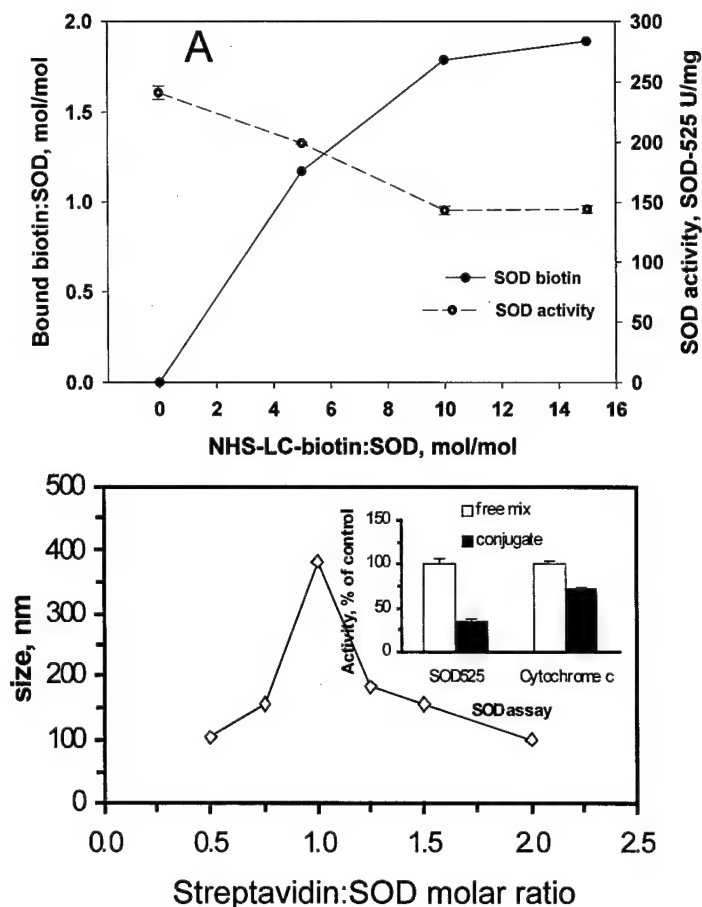 A
2.0
1.5
1.0
0.5
0.0
Bound biotin:SOD, mol/mol
300
250
200
150
100
50
0
SOD activity, SOD-525 U/mg
SOD biotin
SOD activity
0 2 4 6 8 10 12 14 16
NHS-LC-biotin:SOD, mol/mol
500
400
300
200
100
0
size, nm
150
100
50
0
Activity, % of control
free mix
conjugate
SOD525 Cytochrome c
SOD assay
0.0 0.5 1.0 1.5 2.0 2.5
Streptavidin:SOD molar ratio